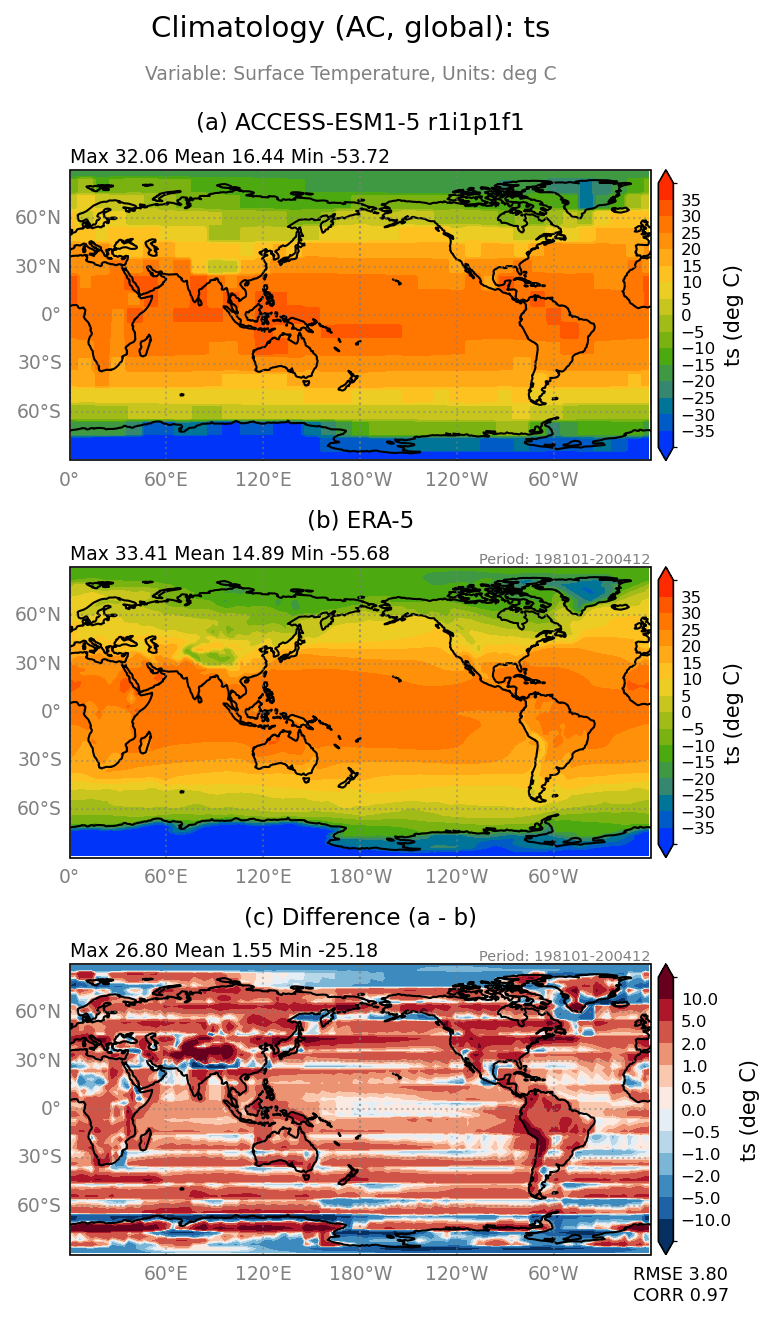 Climatology (AC, global): ts
Variable: Surface Temperature, Units: deg C
(a) ACCESS-ESM1-5 r1i1p1f1
Max 32.06 Mean 16.44 Min -53.72
60°N
30°N
0°
30°S
60°S
0°
60°E
120°E
180°W
120°W
60°W
35
30
25
20
15
10
5
0
−5
−10
−15
−20
−25
−30
−35
ts (deg C)
(b) ERA-5
Max 33.41 Mean 14.89 Min -55.68
Period: 198101-200412
60°N
30°N
0°
30°S
60°S
0°
60°E
120°E
180°W
120°W
60°W
35
30
25
20
15
10
5
0
−5
−10
−15
−20
−25
−30
−35
ts (deg C)
(c) Difference (a - b)
Max 26.80 Mean 1.55 Min -25.18
Period: 198101-200412
60°N
30°N
0°
30°S
60°S
60°E
120°E
180°W
120°W
60°W
10.0
5.0
2.0
1.0
0.5
0.0
−0.5
−1.0
−2.0
−5.0
−10.0
ts (deg C)
RMSE 3.80
CORR 0.97